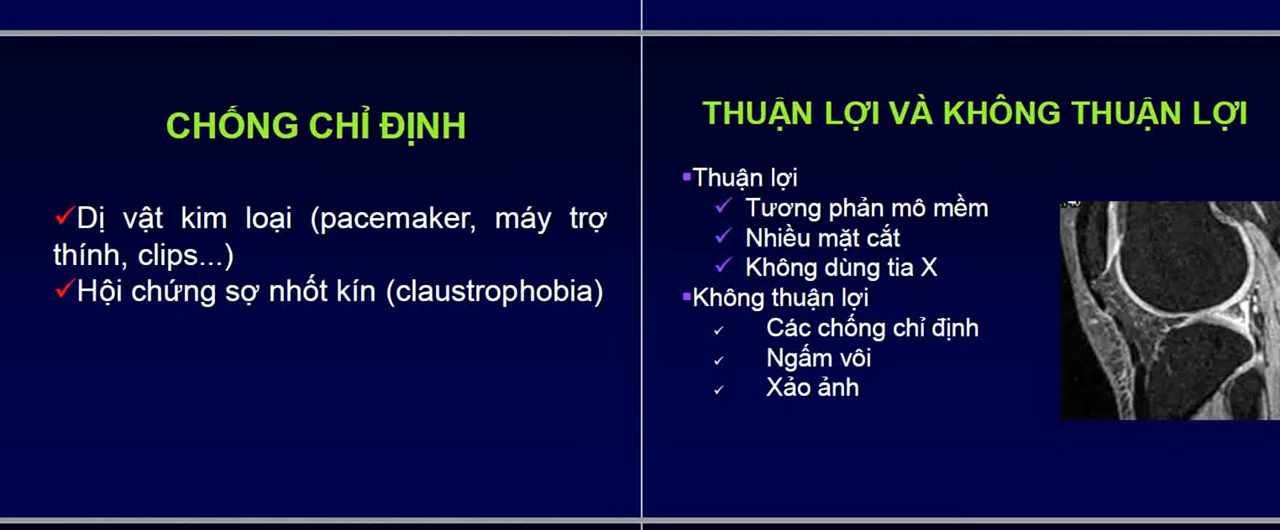 CHỐNG CHỈ ĐỊNH
Dị vật kim loại (pacemaker, máy trợ
thính, clips...)
Hội chứng sợ nhốt kín (claustrophobia)
THUẬN LỢI VÀ KHÔNG THUẬN LỢI
Thuận lợi
Tương phản mô mềm
Nhiều mặt cắt
Không dùng tia X
Không thuận lợi
Các chống chỉ định
Ngấm vôi
Xảo ảnh